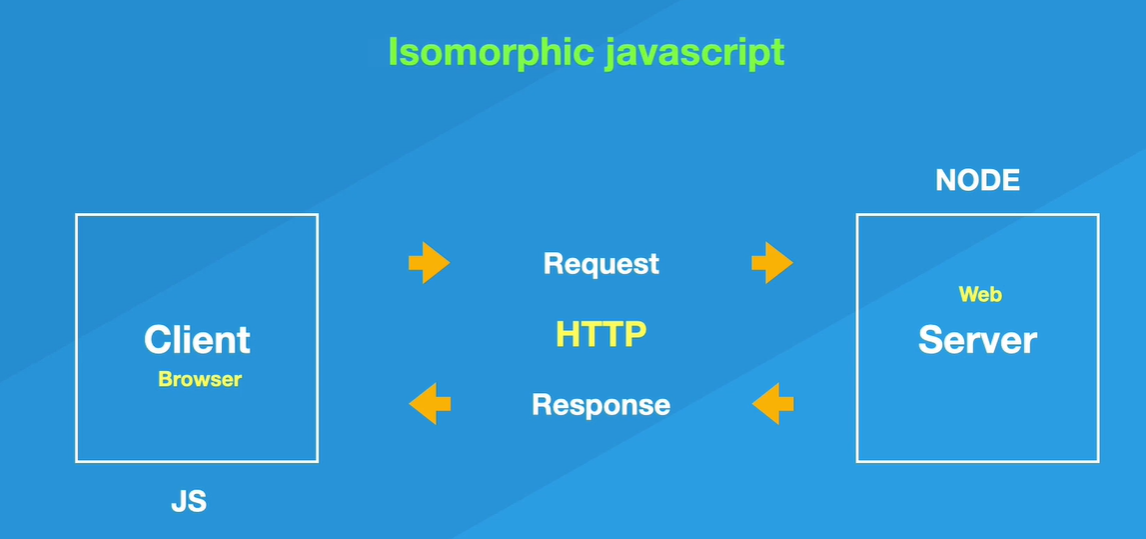 Isomorphic javascript
NODE
Request
Web
HTTP
Client
Server
Browser
Response
JS